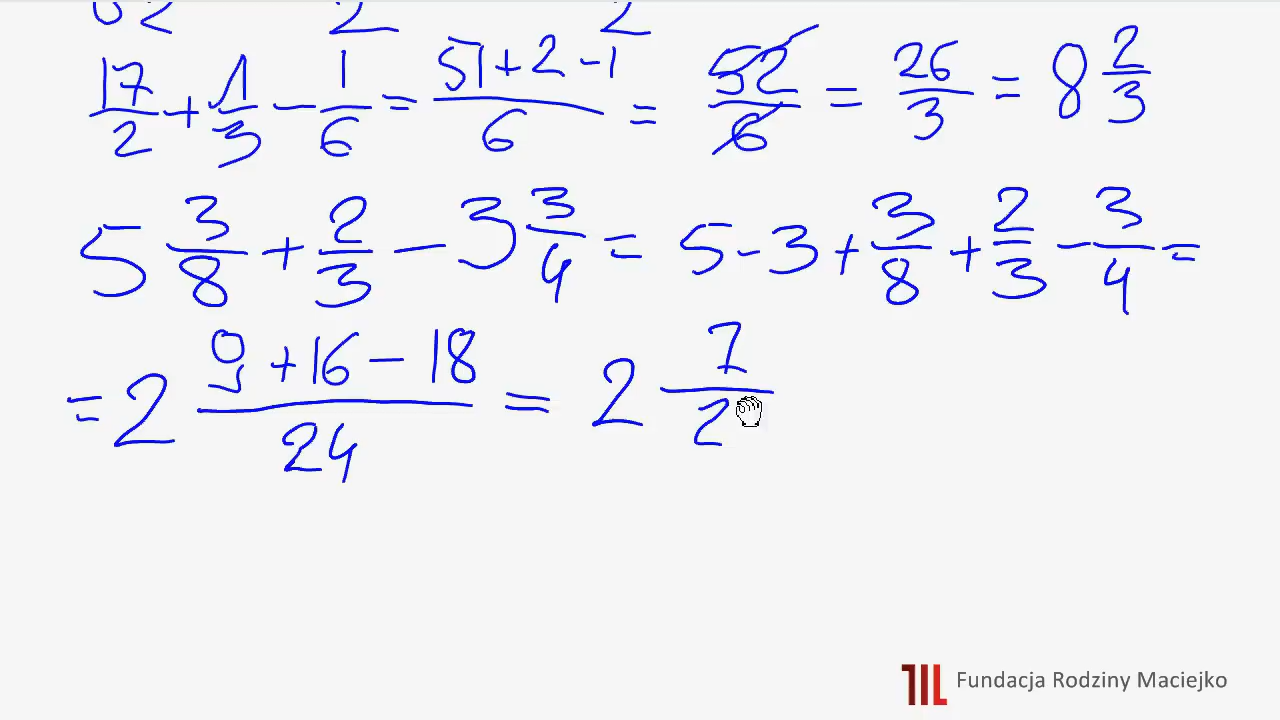 17/2 + 1/3 - 1/6 = (51+2-1)/6 = 52/6 = 26/3 = 8 2/3
5 3/8 + 2/3 - 3 3/4 = 5 - 3 + 3/8 + 2/3 - 3/4 =
= 2 (9+16-18)/24 = 2 7/2
Fundacja Rodziny Maciejko